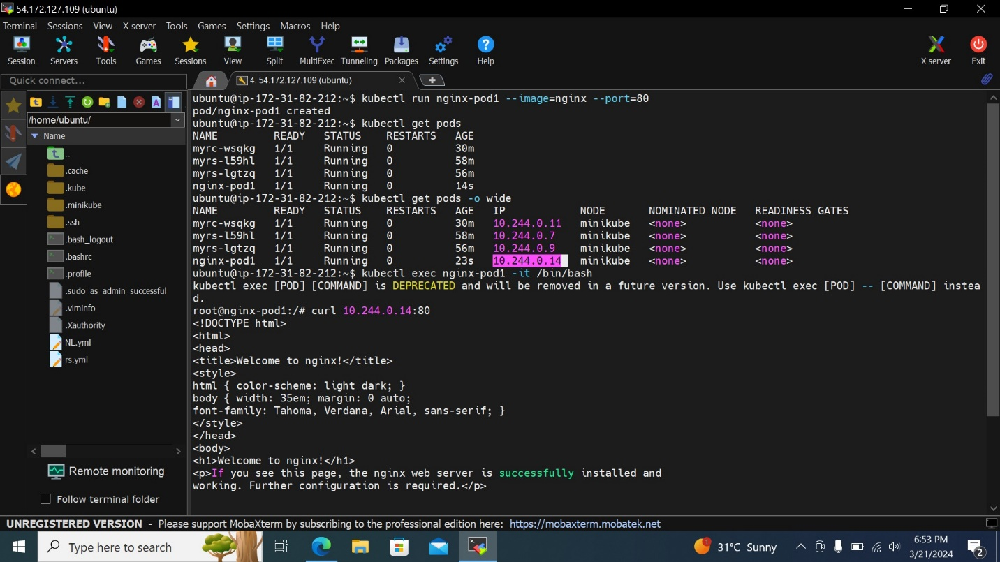 54.172.127.109 (ubuntu)
Terminal Sessions View X server Tools Games Settings Macros Help
Session Servers Tools Games Sessions View Split MultiExec Tunneling Packages Settings Help X server Exit
Quick connect...
4. 54.172.127.109 (ubuntu)
/home/ubuntu/
Name
..
.cache
.kube
.minikube
.ssh
.bash_logout
.bashrc
.profile
.sudo_as_admin_successful
.viminfo
.Xauthority
NL.yml
rs.yml
Remote monitoring
Follow terminal folder
ubuntu@ip-172-31-82-212:~$ kubectl run nginx-pod1 --image=nginx --port=80
pod/nginx-pod1 created
ubuntu@ip-172-31-82-212:~$ kubectl get pods
NAME READY STATUS RESTARTS AGE
myrc-wsqkg 1/1 Running 0 30m
myrs-l59hl 1/1 Running 0 58m
myrs-lgtzq 1/1 Running 0 56m
nginx-pod1 1/1 Running 0 14s
ubuntu@ip-172-31-82-212:~$ kubectl get pods -o wide
NAME READY STATUS RESTARTS AGE IP NODE NOMINATED NODE READINESS GATES
myrc-wsqkg 1/1 Running 0 30m 10.244.0.11 minikube <none> <none>
myrs-l59hl 1/1 Running 0 58m 10.244.0.7 minikube <none> <none>
myrs-lgtzq 1/1 Running 0 56m 10.244.0.9 minikube <none> <none>
nginx-pod1 1/1 Running 0 23s 10.244.0.14 minikube <none> <none>
ubuntu@ip-172-31-82-212:~$ kubectl exec nginx-pod1 -it /bin/bash
kubectl exec [POD] [COMMAND] is DEPRECATED and will be removed in a future version. Use kubectl exec [POD] -- [COMMAND] instea
d.
root@nginx-pod1:/# curl 10.244.0.14:80
<!DOCTYPE html>
<html>
<head>
<title>Welcome to nginx!</title>
<style>
html { color-scheme: light dark; }
body { width: 35em; margin: 0 auto;
font-family: Tahoma, Verdana, Arial, sans-serif; }
</style>
</head>
<body>
<h1>Welcome to nginx!</h1>
<p>If you see this page, the nginx web server is successfully installed and
working. Further configuration is required.</p>
UNREGISTERED VERSION - Please support MobaXterm by subscribing to the professional edition here: https://mobaxterm.mobatek.net
Type here to search
1
31°C Sunny
6:53 PM
3/21/2024
2